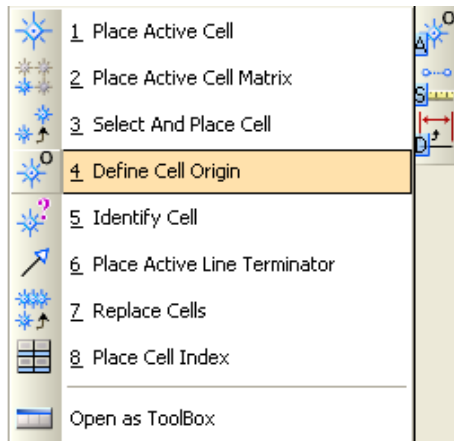 1 Place Active Cell
2 Place Active Cell Matrix
3 Select And Place Cell
4 Define Cell Origin
5 Identify Cell
6 Place Active Line Terminator
7 Replace Cells
8 Place Cell Index
Open as ToolBox
A
S
D